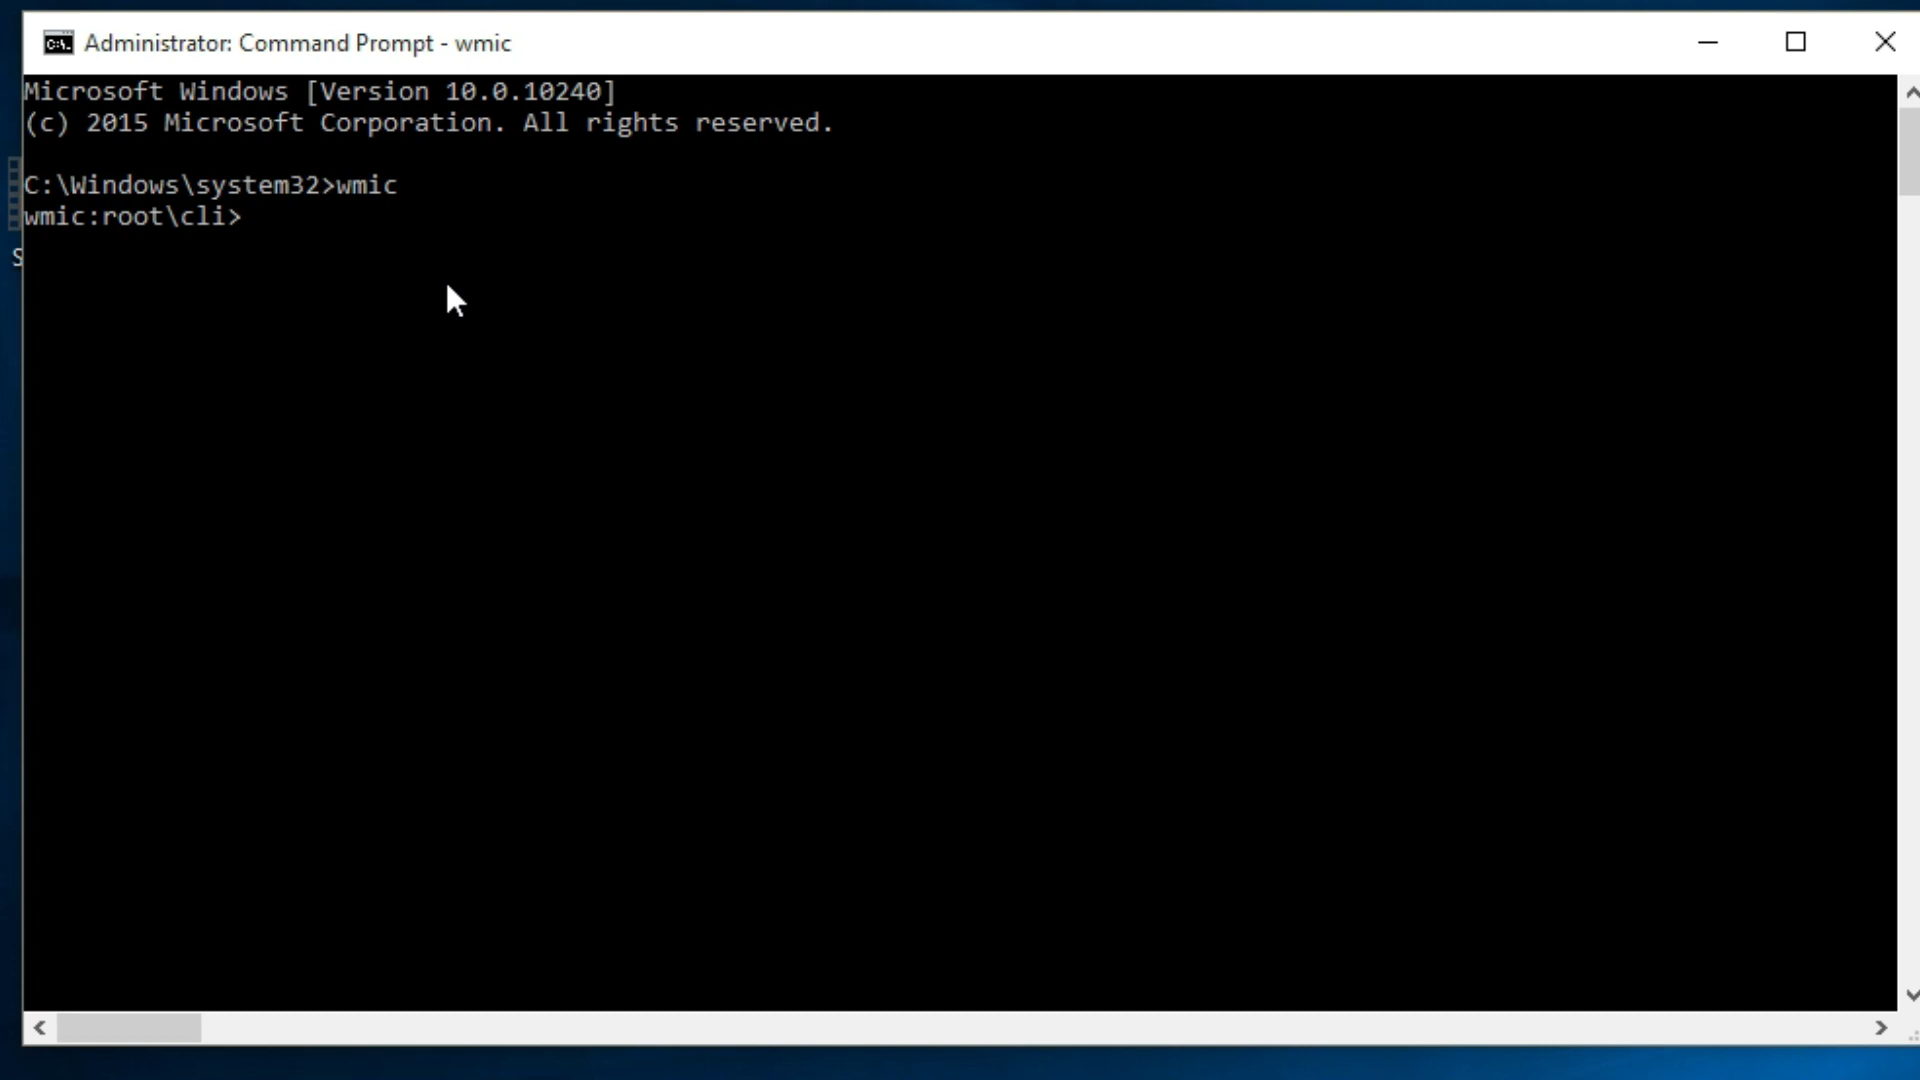 Administrator: Command Prompt - wmic
Microsoft Windows [Version 10.0.10240]
(c) 2015 Microsoft Corporation. All rights reserved.
C:\Windows\system32>wmic
wmic:root\cli>
S